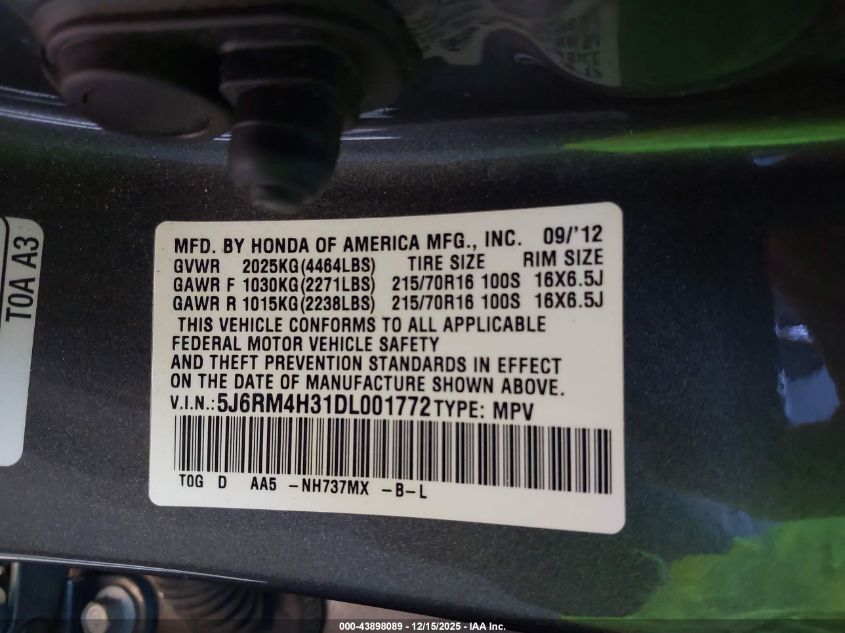 MFD. BY HONDA OF AMERICA MFG., INC. 09/'12
GVWR 2025KG(4464LBS) TIRE SIZE RIM SIZE
GAWR F 1030KG(2271LBS) 215/70R16 100S 16X6.5J
GAWR R 1015KG(2238LBS) 215/70R16 100S 16X6.5J
THIS VEHICLE CONFORMS TO ALL APPLICABLE
FEDERAL MOTOR VEHICLE SAFETY
AND THEFT PREVENTION STANDARDS IN EFFECT
ON THE DATE OF MANUFACTURE SHOWN ABOVE.
V.I.N.:5J6RM4H31DL001772 TYPE: MPV
T0G D AA5 -NH737MX -B-L
T0A A3
000-43898089 - 12/15/2025 - IAA Inc.